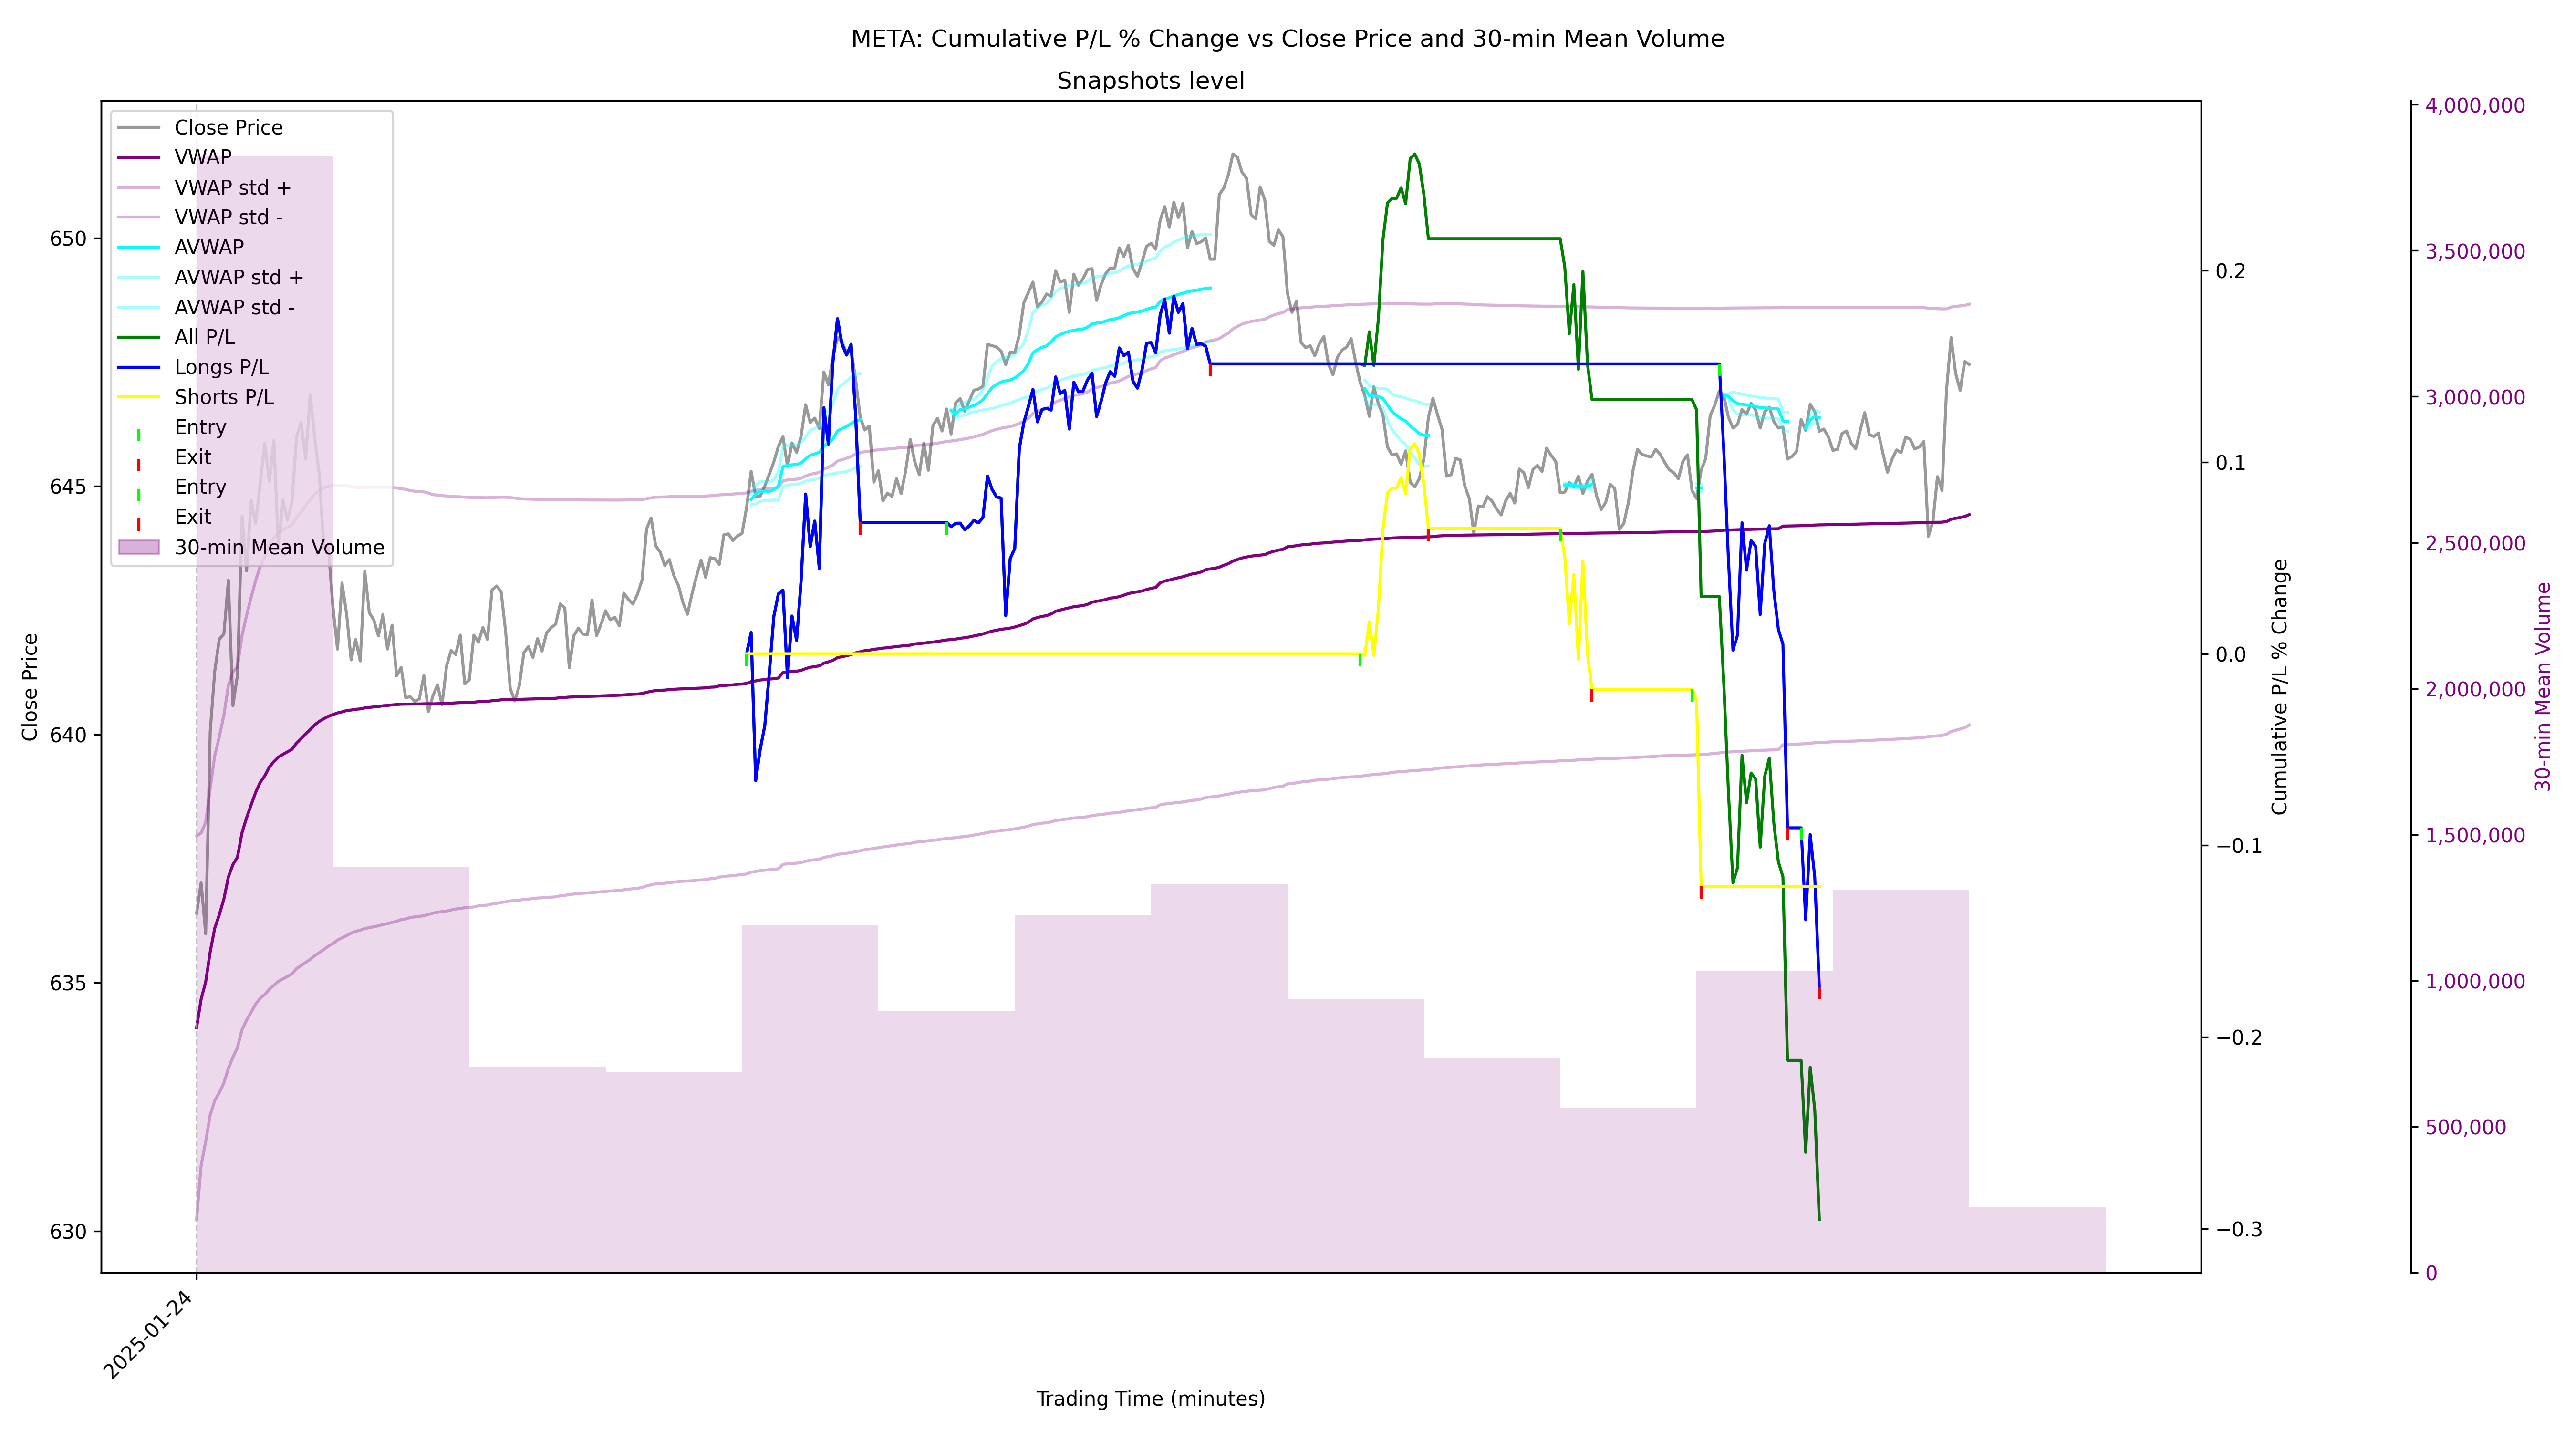 META: Cumulative P/L % Change vs Close Price and 30-min Mean Volume
Snapshots level
Close Price
VWAP
VWAP std +
VWAP std -
AVWAP
AVWAP std +
AVWAP std -
All P/L
Longs P/L
Shorts P/L
Entry
Exit
Entry
Exit
30-min Mean Volume
Close Price
650
645
640
635
630
0.2
0.1
0.0
−0.1
−0.2
−0.3
Cumulative P/L % Change
4,000,000
3,500,000
3,000,000
2,500,000
2,000,000
1,500,000
1,000,000
500,000
0
30-min Mean Volume
2025-01-24
Trading Time (minutes)